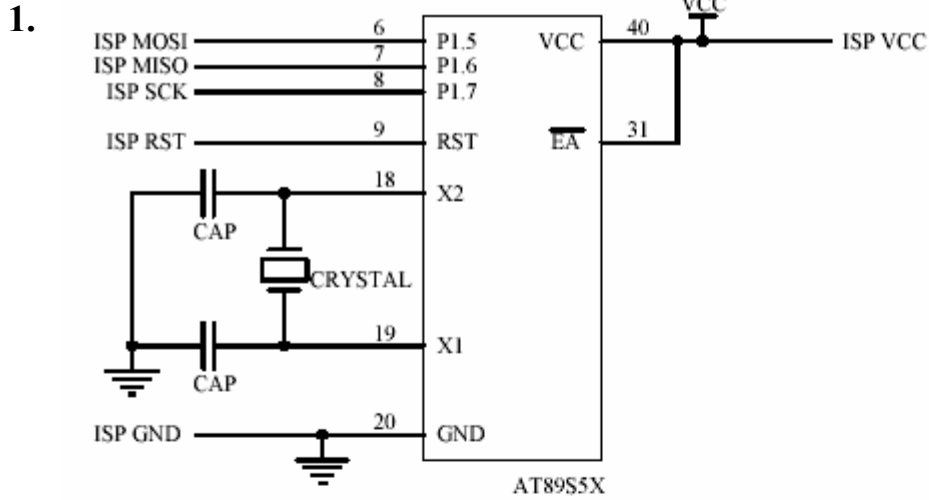 1.
VCC
ISP MOSI 6 P1.5 VCC 40 ISP VCC
ISP MISO 7 P1.6
ISP SCK 8 P1.7
ISP RST 9 RST EA 31
18 X2
CAP
CRYSTAL
19 X1
CAP
ISP GND 20 GND
AT89S5X